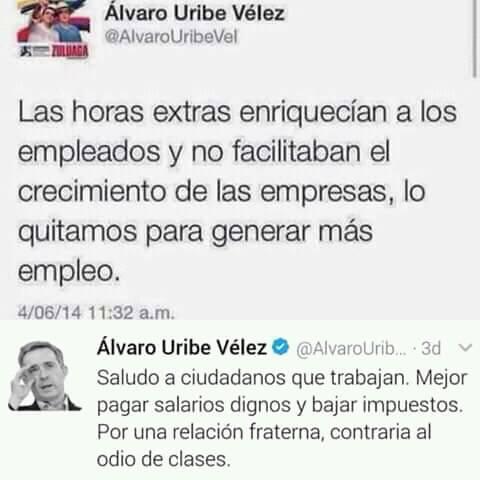 ZULUAGA
Álvaro Uribe Vélez
@AlvaroUribeVel
Las horas extras enriquecían a los
empleados y no facilitaban el
crecimiento de las empresas, lo
quitamos para generar más
empleo.
4/06/14 11:32 a.m.
Álvaro Uribe Vélez @AlvaroUrib... · 3d
Saludo a ciudadanos que trabajan. Mejor
pagar salarios dignos y bajar impuestos.
Por una relación fraterna, contraria al
odio de clases.